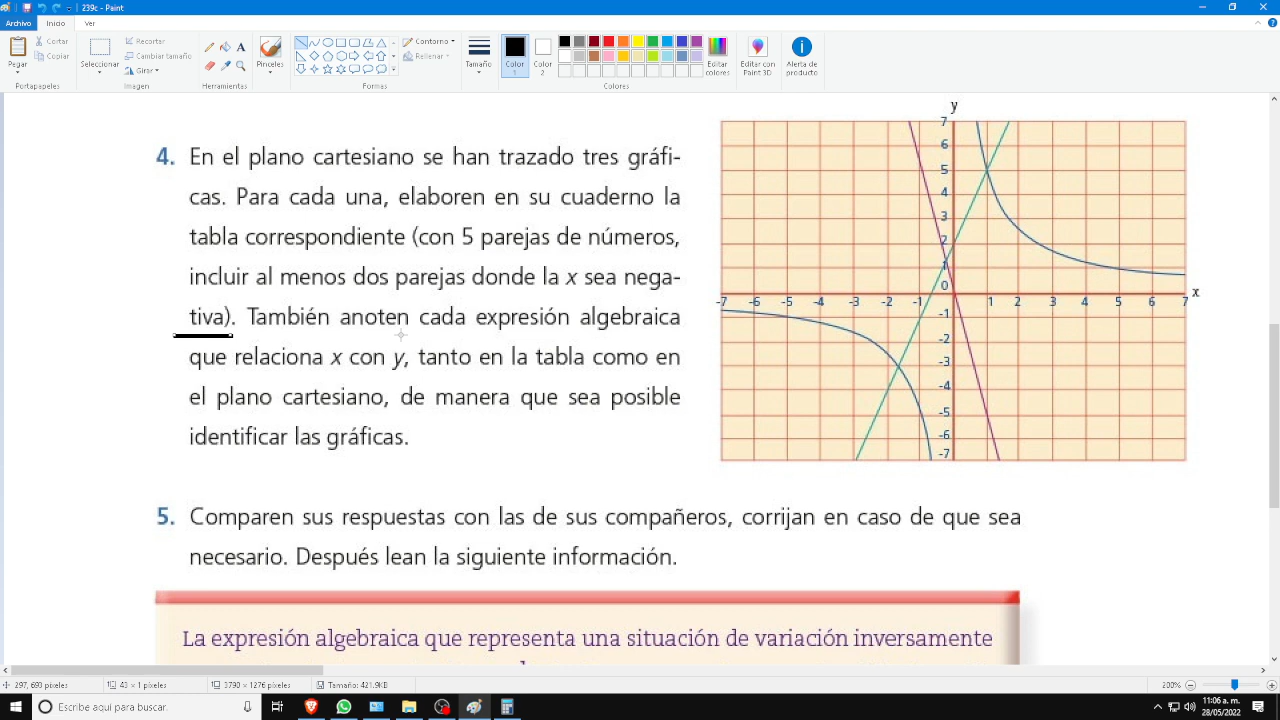 239c - Paint
Archivo Inicio Ver
Pegar
Cortar
Copiar
Portapapeles
Seleccionar
Recortar
Cambiar tamaño
Girar
Imagen
A
Herramientas
Pinceles
Contorno
Rellenar
Formas
Tamaño
Color 1
Color 2
Editar colores
Colores
Editar con Paint 3D
Alerta de producto
4. En el plano cartesiano se han trazado tres gráfi-
cas. Para cada una, elaboren en su cuaderno la
tabla correspondiente (con 5 parejas de números,
incluir al menos dos parejas donde la x sea nega-
tiva). También anoten cada expresión algebraica
que relaciona x con y, tanto en la tabla como en
el plano cartesiano, de manera que sea posible
identificar las gráficas.
y
7
6
5
4
3
2
1
0
-7 -6 -5 -4 -3 -2 -1 1 2 3 4 5 6 7 x
-1
-2
-3
-4
-5
-6
-7
5. Comparen sus respuestas con las de sus compañeros, corrijan en caso de que sea
necesario. Después lean la siguiente información.
La expresión algebraica que representa una situación de variación inversamente
297, 693 píxeles
43 × 1 píxeles
3790 × 1276 píxeles
Tamaño: 421.9KB
200%
Escribe aquí para buscar.
11:06 a. m.
28/05/2022